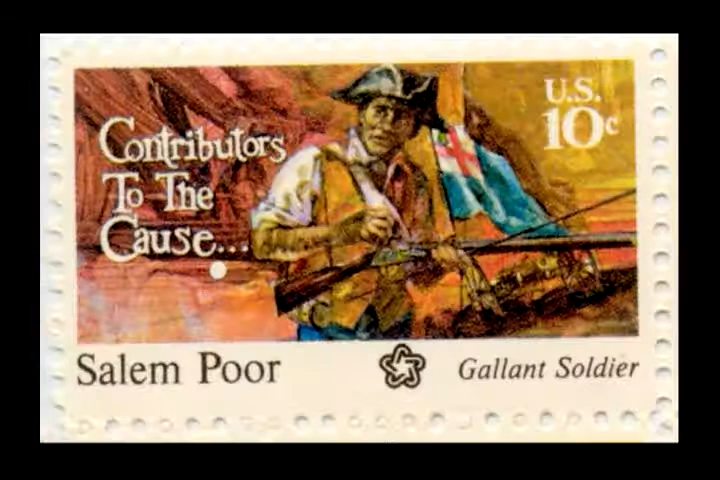 Contributors
To The
Cause...
U.S.
10c
Salem Poor
Gallant Soldier